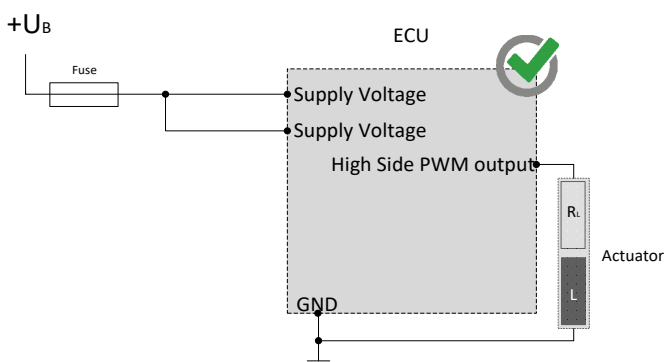 +UB
ECU
Fuse
Supply Voltage
Supply Voltage
High Side PWM output
RL
Actuator
L
GND